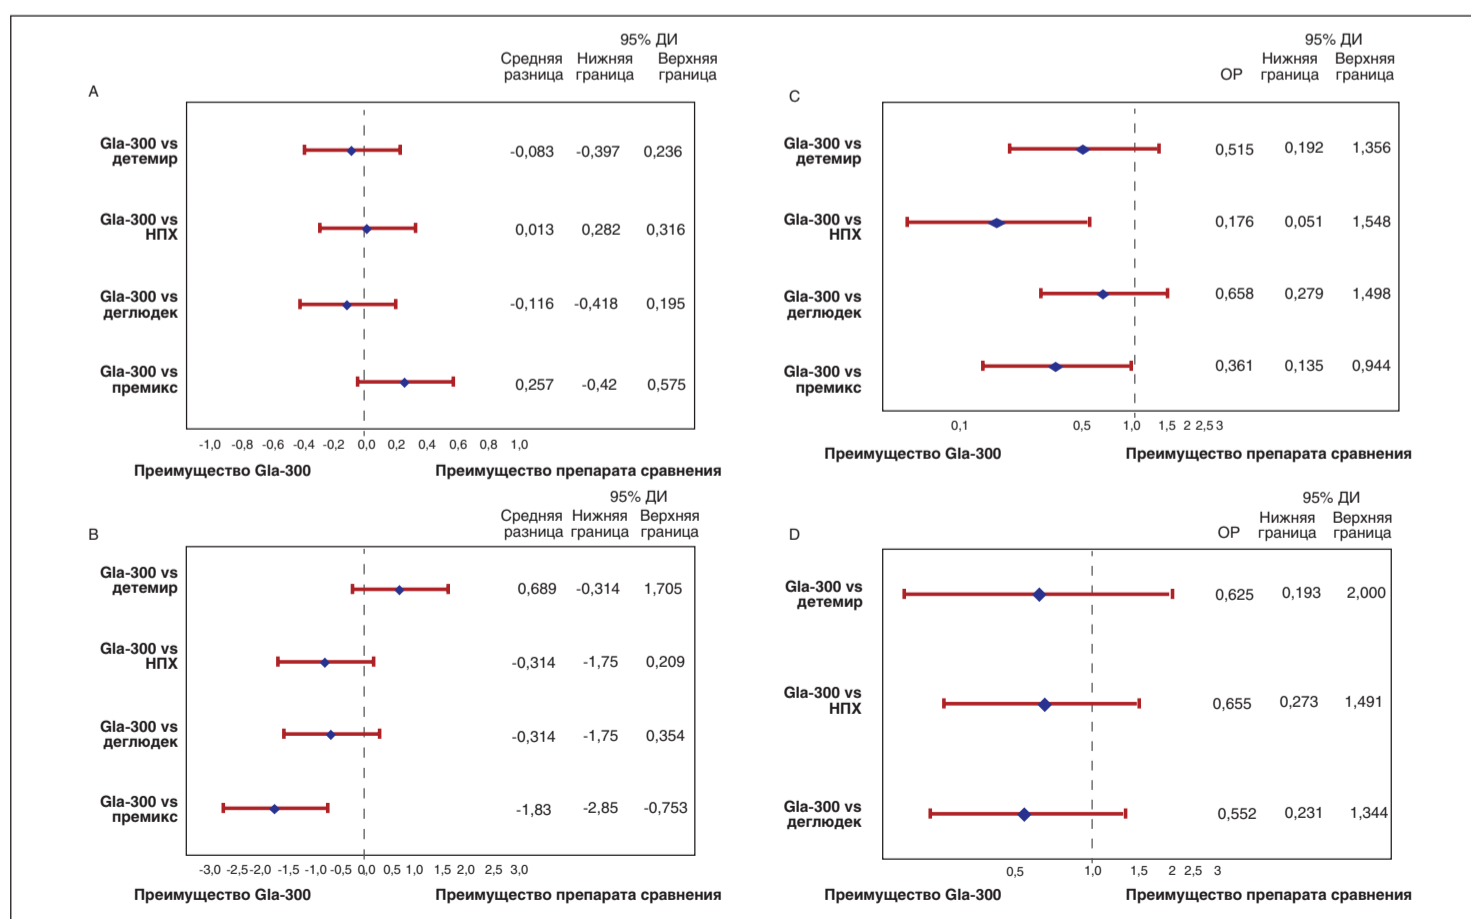 95% ДИ
Средняя Нижняя Верхняя
разница граница граница
A
Gla-300 vs
детемир
-0,083 -0,397 0,236
Gla-300 vs
НПХ
0,013 0,282 0,316
Gla-300 vs
деглюдек
-0,116 -0,418 0,195
Gla-300 vs
премикс
0,257 -0,42 0,575
-1,0 -0,8 -0,6 -0,4 -0,2 0,0 0,2 0,4 0,6 0,8 1,0
Преимущество Gla-300 Преимущество препарата сравнения
95% ДИ
Средняя Нижняя Верхняя
разница граница граница
B
Gla-300 vs
детемир
0,689 -0,314 1,705
Gla-300 vs
НПХ
-0,314 -1,75 0,209
Gla-300 vs
деглюдек
-0,314 -1,75 0,354
Gla-300 vs
премикс
-1,83 -2,85 -0,753
-3,0 -2,5 -2,0 -1,5 -1,0 -0,5 0,0 0,5 1,0 1,5 2,0 2,5 3,0
Преимущество Gla-300 Преимущество препарата сравнения
95% ДИ
Нижняя Верхняя
ОР граница граница
C
Gla-300 vs
детемир
0,515 0,192 1,356
Gla-300 vs
НПХ
0,176 0,051 1,548
Gla-300 vs
деглюдек
0,658 0,279 1,498
Gla-300 vs
премикс
0,361 0,135 0,944
0,1 0,5 1,0 1,5 2 2,5 3
Преимущество Gla-300 Преимущество препарата сравнения
95% ДИ
Нижняя Верхняя
ОР граница граница
D
Gla-300 vs
детемир
0,625 0,193 2,000
Gla-300 vs
НПХ
0,655 0,273 1,491
Gla-300 vs
деглюдек
0,552 0,231 1,344
0,5 1,0 1,5 2 2,5 3
Преимущество Gla-300 Преимущество препарата сравнения